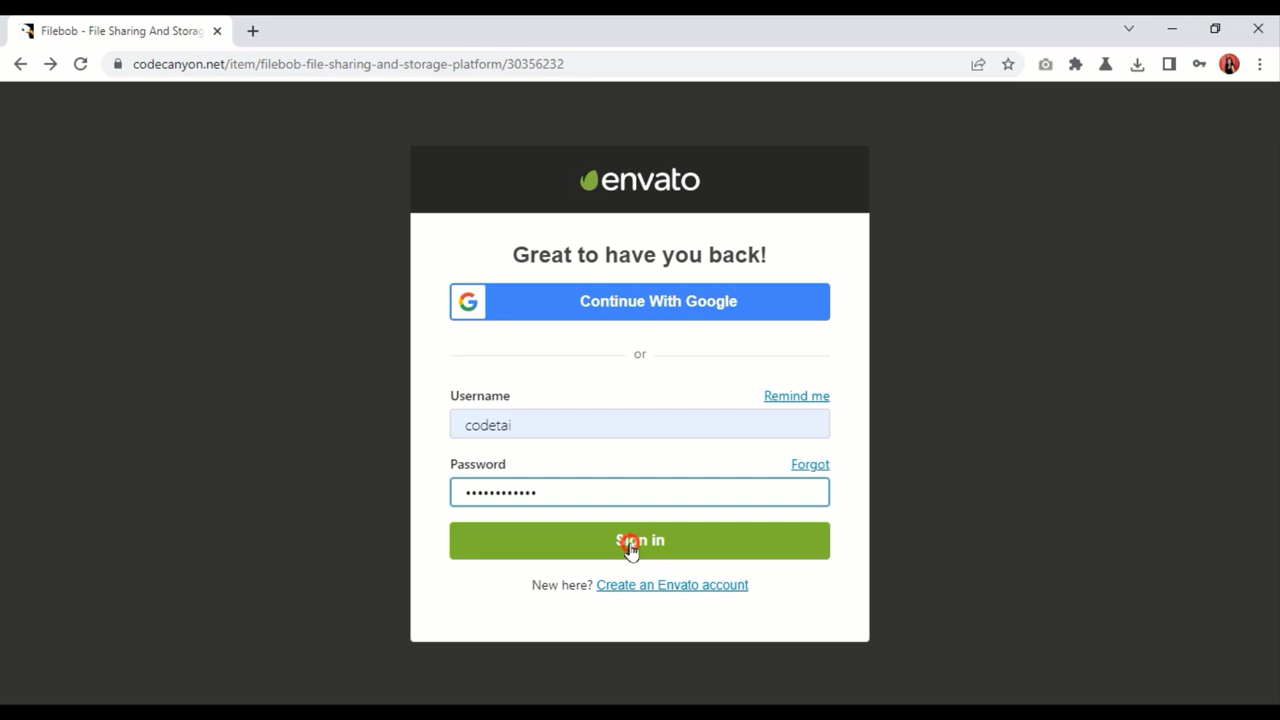 Filebob - File Sharing And Storag
codecanyon.net/item/filebob-file-sharing-and-storage-platform/30356232
envato
Great to have you back!
G Continue With Google
or
Username Remind me
codetai
Password Forgot
••••••••••••
Sign in
New here? Create an Envato account